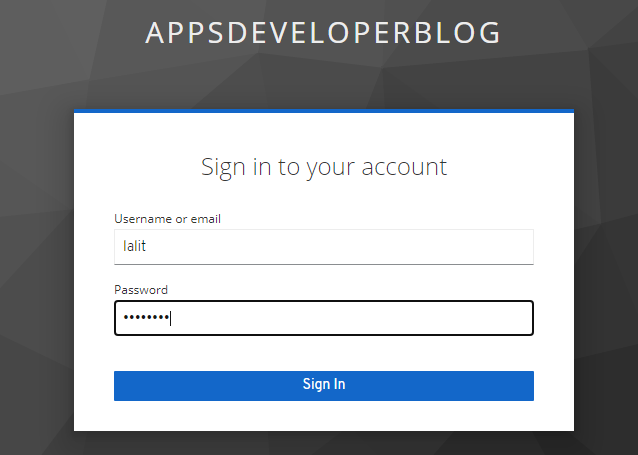 APPSDEVELOPERBLOG
Sign in to your account
Username or email
lalit
Password
••••••••
Sign In